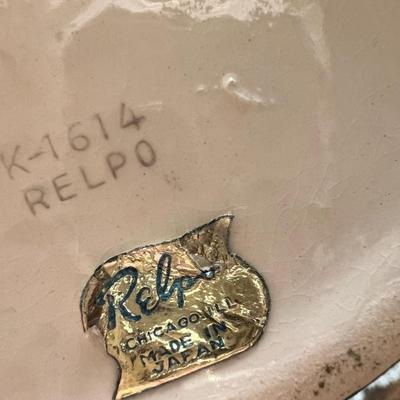 K-1614
RELPO
Relpo
CHICAGO, ILL.
MADE IN
JAPAN